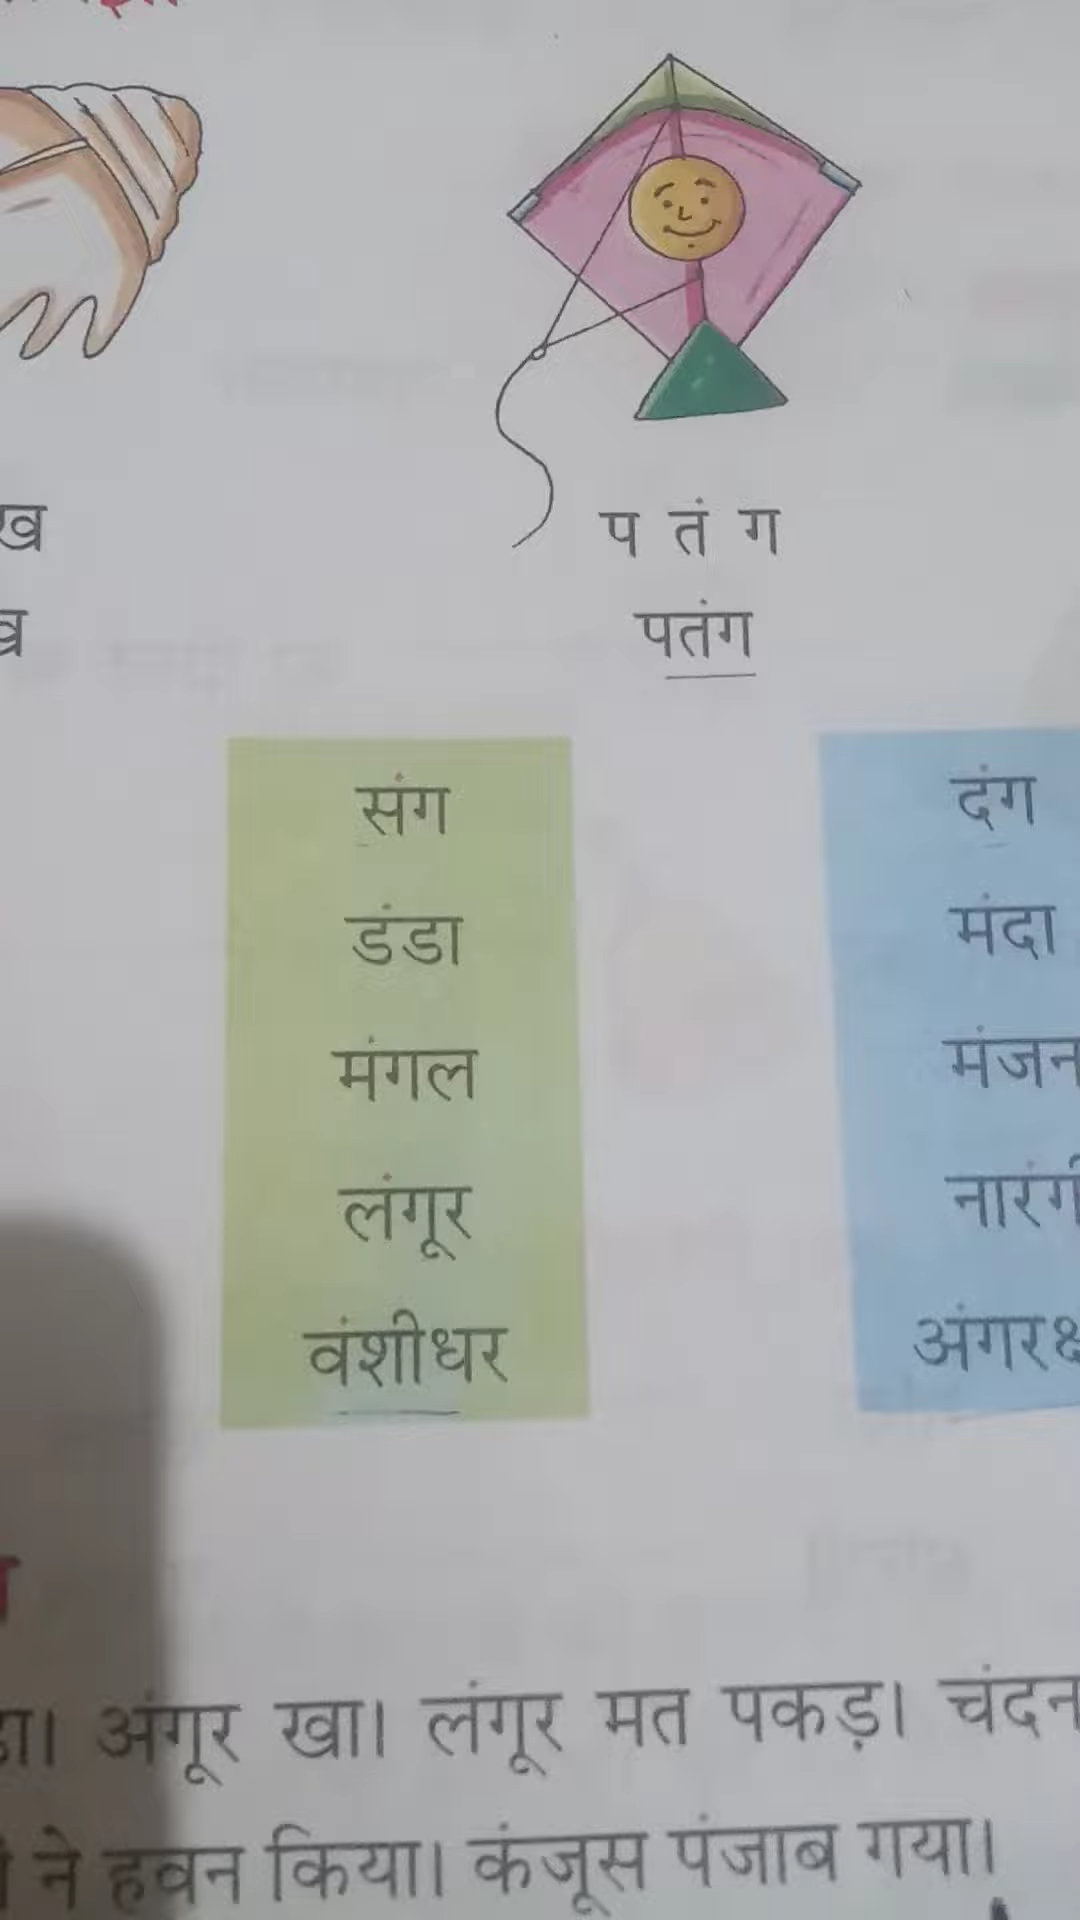 प तं ग
पतंग
संग
डंडा
मंगल
लंगूर
वंशीधर
दंग
मंदा
मंजन
अंगूर खा। लंगूर मत पकड़। चंदन
ने हवन किया। कंजूस पंजाब गया।